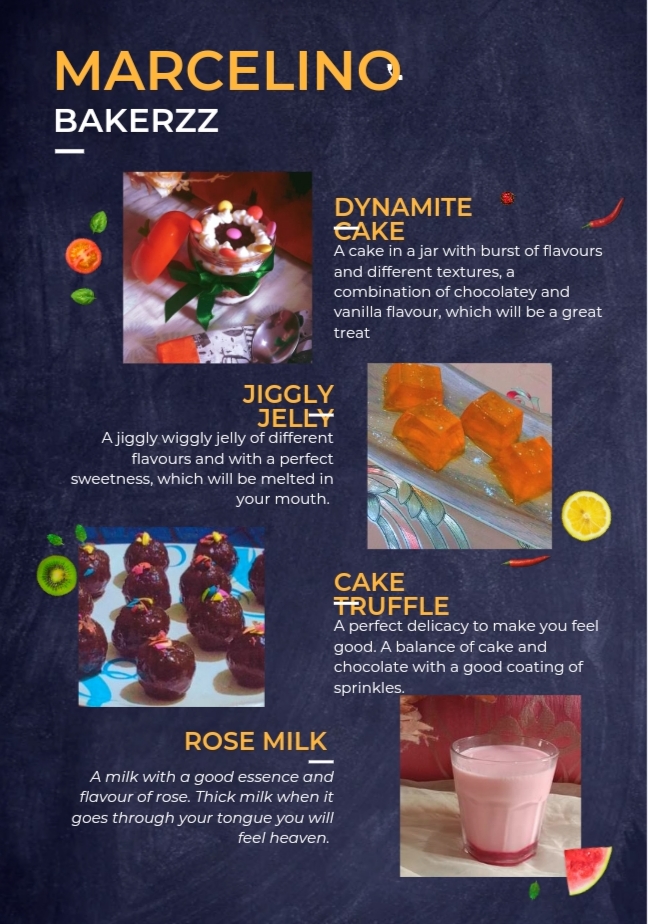 MARCELINO
BAKERZZ
DYNAMITE
CAKE
A cake in a jar with burst of flavours
and different textures, a
combination of chocolatey and
vanilla flavour, which will be a great
treat
JIGGLY
JELLY
A jiggly wiggly jelly of different
flavours and with a perfect
sweetness, which will be melted in
your mouth.
CAKE
TRUFFLE
A perfect delicacy to make you feel
good. A balance of cake and
chocolate with a good coating of
sprinkles.
ROSE MILK
A milk with a good essence and
flavour of rose. Thick milk when it
goes through your tongue you will
feel heaven.